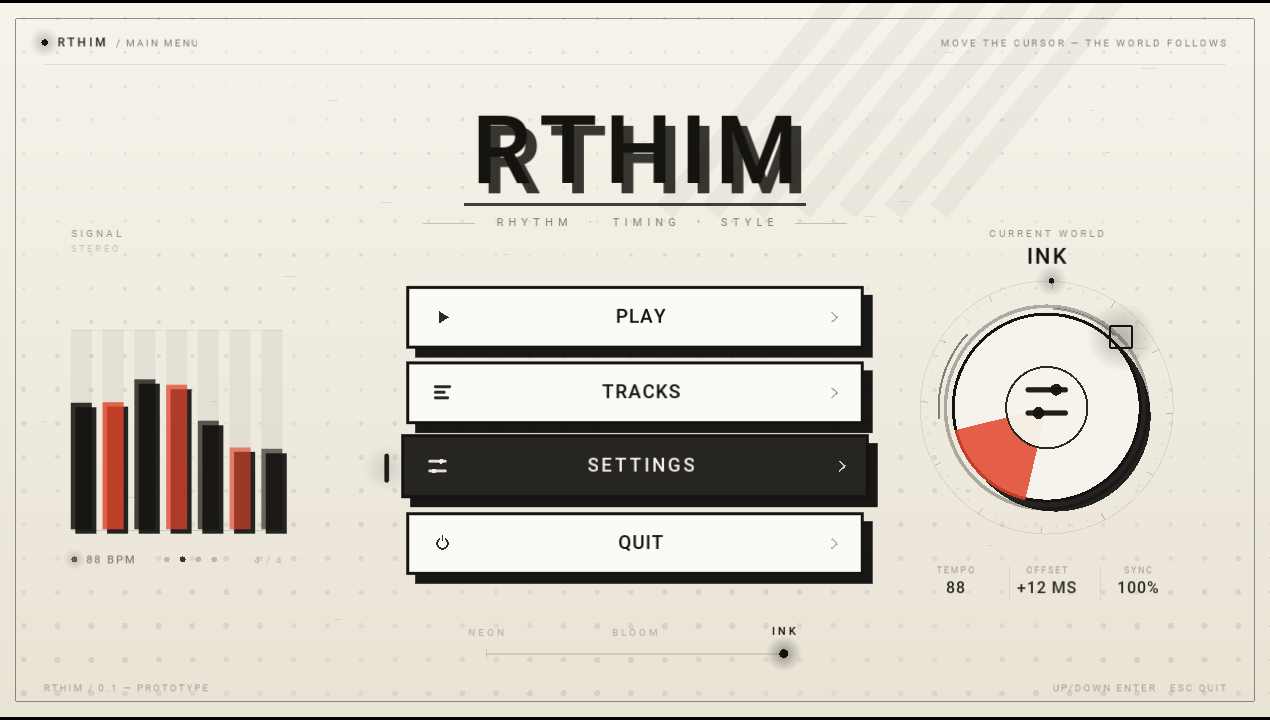 RTHIM / MAIN MENU
MOVE THE CURSOR — THE WORLD FOLLOWS
RTHIM
RHYTHM · TIMING · STYLE
SIGNAL
STEREO
CURRENT WORLD
INK
PLAY
TRACKS
SETTINGS
QUIT
88 BPM
4 / 4
TEMPO
88
OFFSET
+12 MS
SYNC
100%
NEON
BLOOM
INK
RTHIM / 0.1 — PROTOTYPE
UP/DOWN ENTER · ESC QUIT